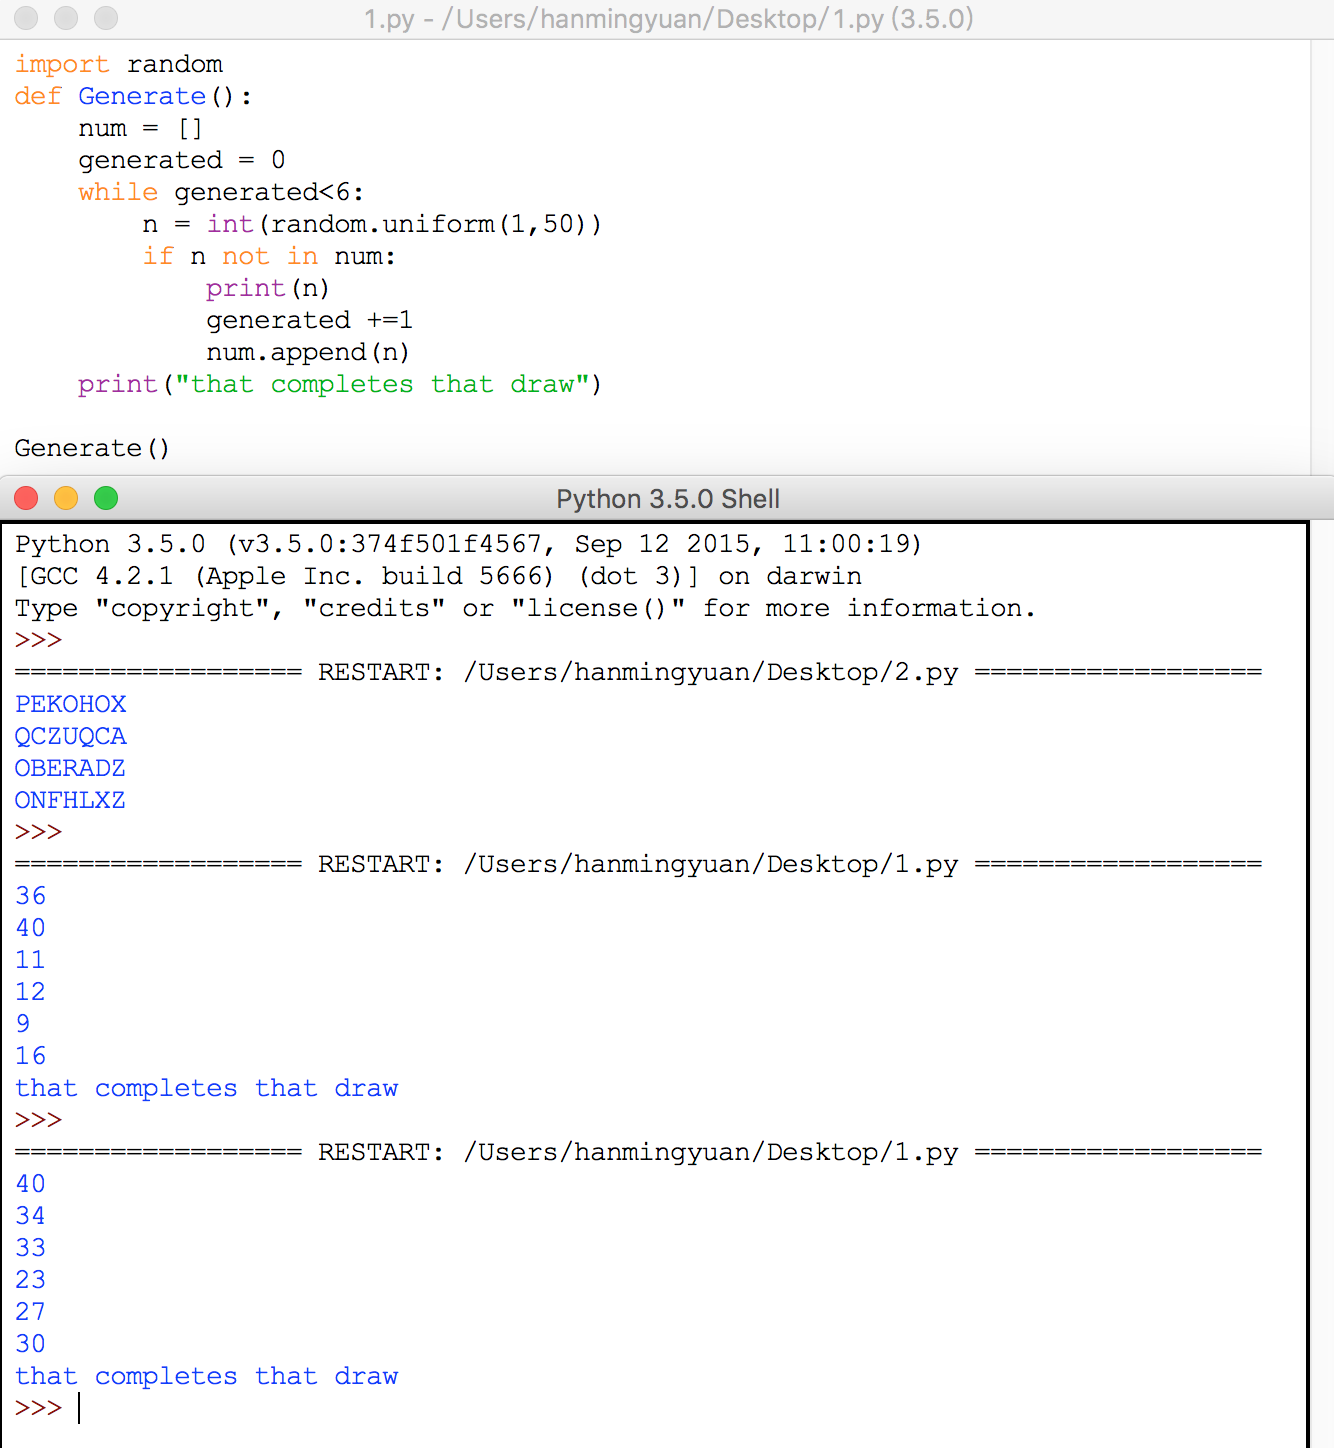 1.py - /Users/hanmingyuan/Desktop/1.py (3.5.0)
import random
def Generate():
    num = []
    generated = 0
    while generated<6:
        n = int(random.uniform(1,50))
        if n not in num:
            print(n)
            generated +=1
            num.append(n)
    print("that completes that draw")

Generate()
Python 3.5.0 Shell
Python 3.5.0 (v3.5.0:374f501f4567, Sep 12 2015, 11:00:19)
[GCC 4.2.1 (Apple Inc. build 5666) (dot 3)] on darwin
Type "copyright", "credits" or "license()" for more information.
>>>
================== RESTART: /Users/hanmingyuan/Desktop/2.py ==================
PEKOHOX
QCZUQCA
OBERADZ
ONFHLXZ
>>>
================== RESTART: /Users/hanmingyuan/Desktop/1.py ==================
36
40
11
12
9
16
that completes that draw
>>>
================== RESTART: /Users/hanmingyuan/Desktop/1.py ==================
40
34
33
23
27
30
that completes that draw
>>>